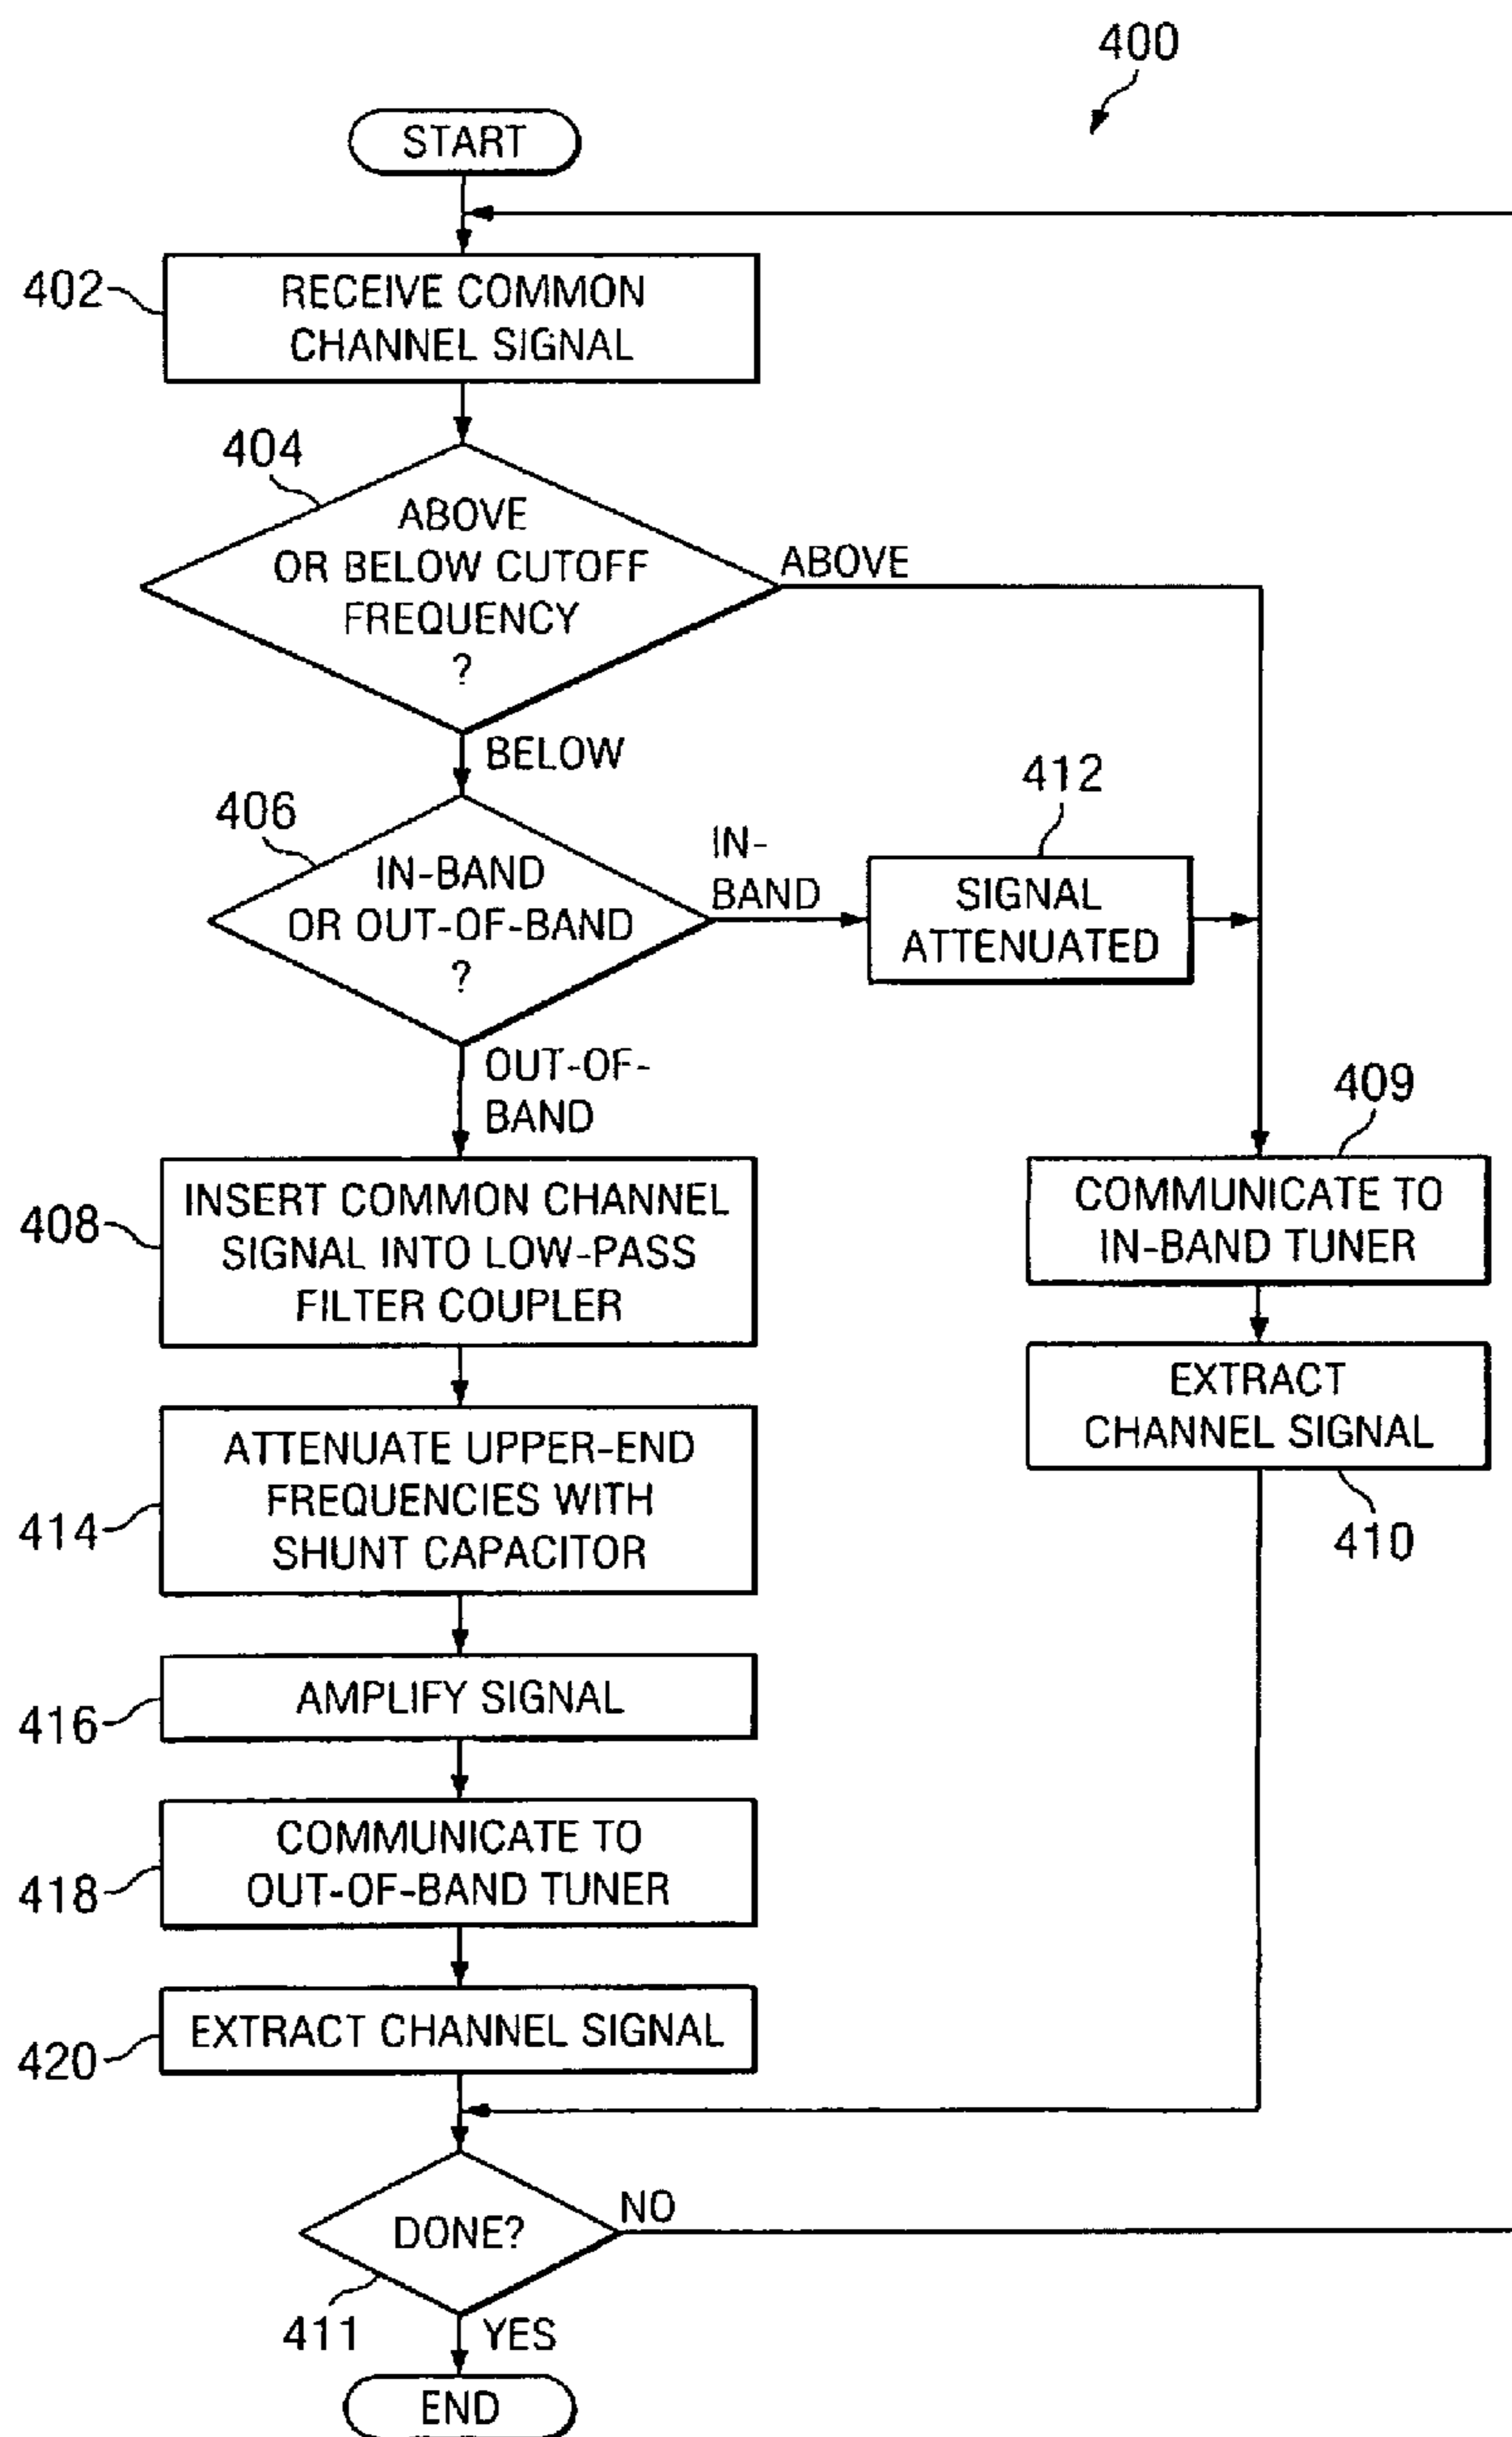 400
START
402
RECEIVE COMMON
CHANNEL SIGNAL
404
ABOVE
OR BELOW CUTOFF
FREQUENCY
?
ABOVE
BELOW
406
IN-BAND
OR OUT-OF-BAND
?
IN-
BAND
412
SIGNAL
ATTENUATED
OUT-OF-
BAND
408
INSERT COMMON CHANNEL
SIGNAL INTO LOW-PASS
FILTER COUPLER
409
COMMUNICATE TO
IN-BAND TUNER
EXTRACT
CHANNEL SIGNAL
410
414
ATTENUATE UPPER-END
FREQUENCIES WITH
SHUNT CAPACITOR
416
AMPLIFY SIGNAL
418
COMMUNICATE TO
OUT-OF-BAND TUNER
420
EXTRACT CHANNEL SIGNAL
DONE?
NO
411
YES
END